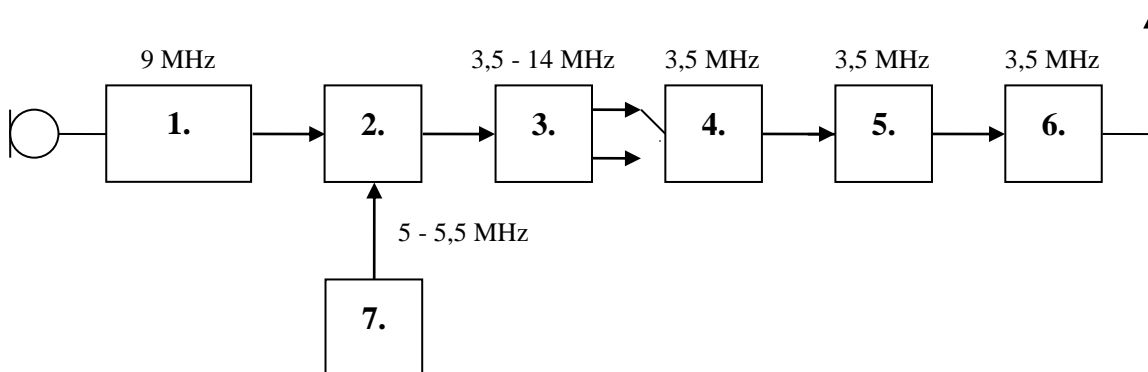 9 MHz 3,5 - 14 MHz 3,5 MHz 3,5 MHz 3,5 MHz
1. 2. 3. 4. 5. 6.
5 - 5,5 MHz
7.